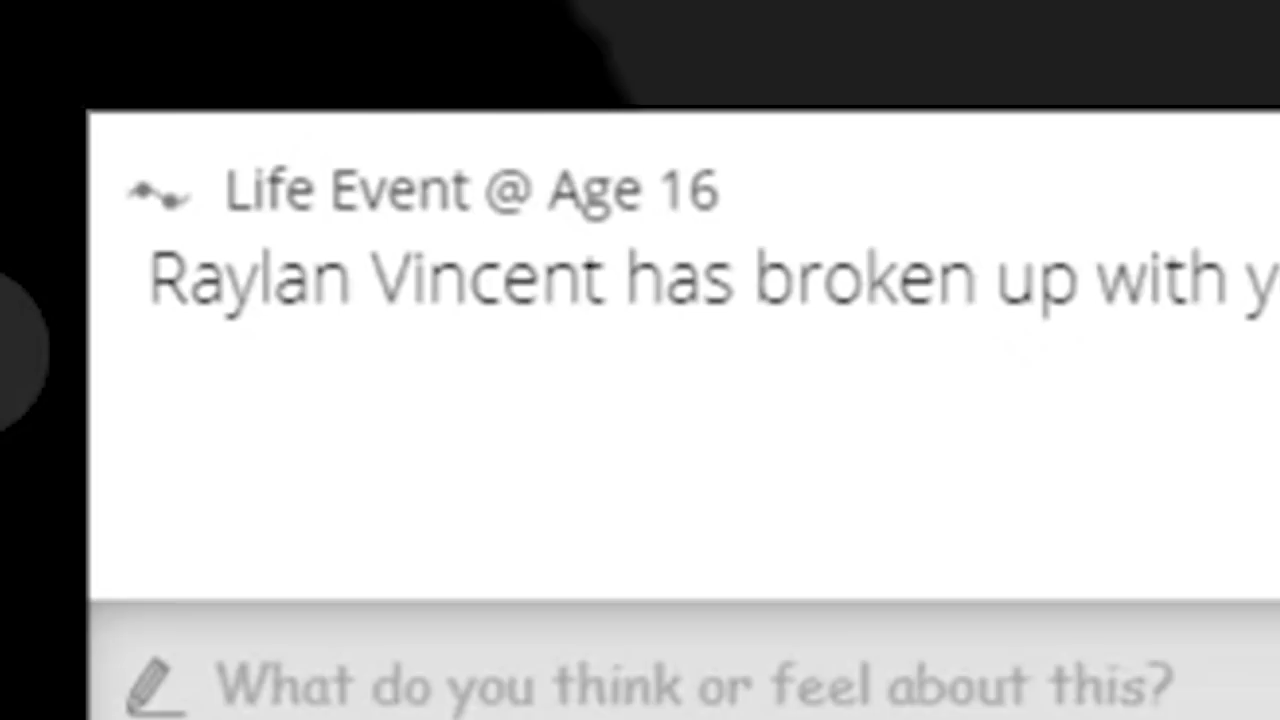 Life Event @ Age 16
Raylan Vincent has broken up with y
What do you think or feel about this?